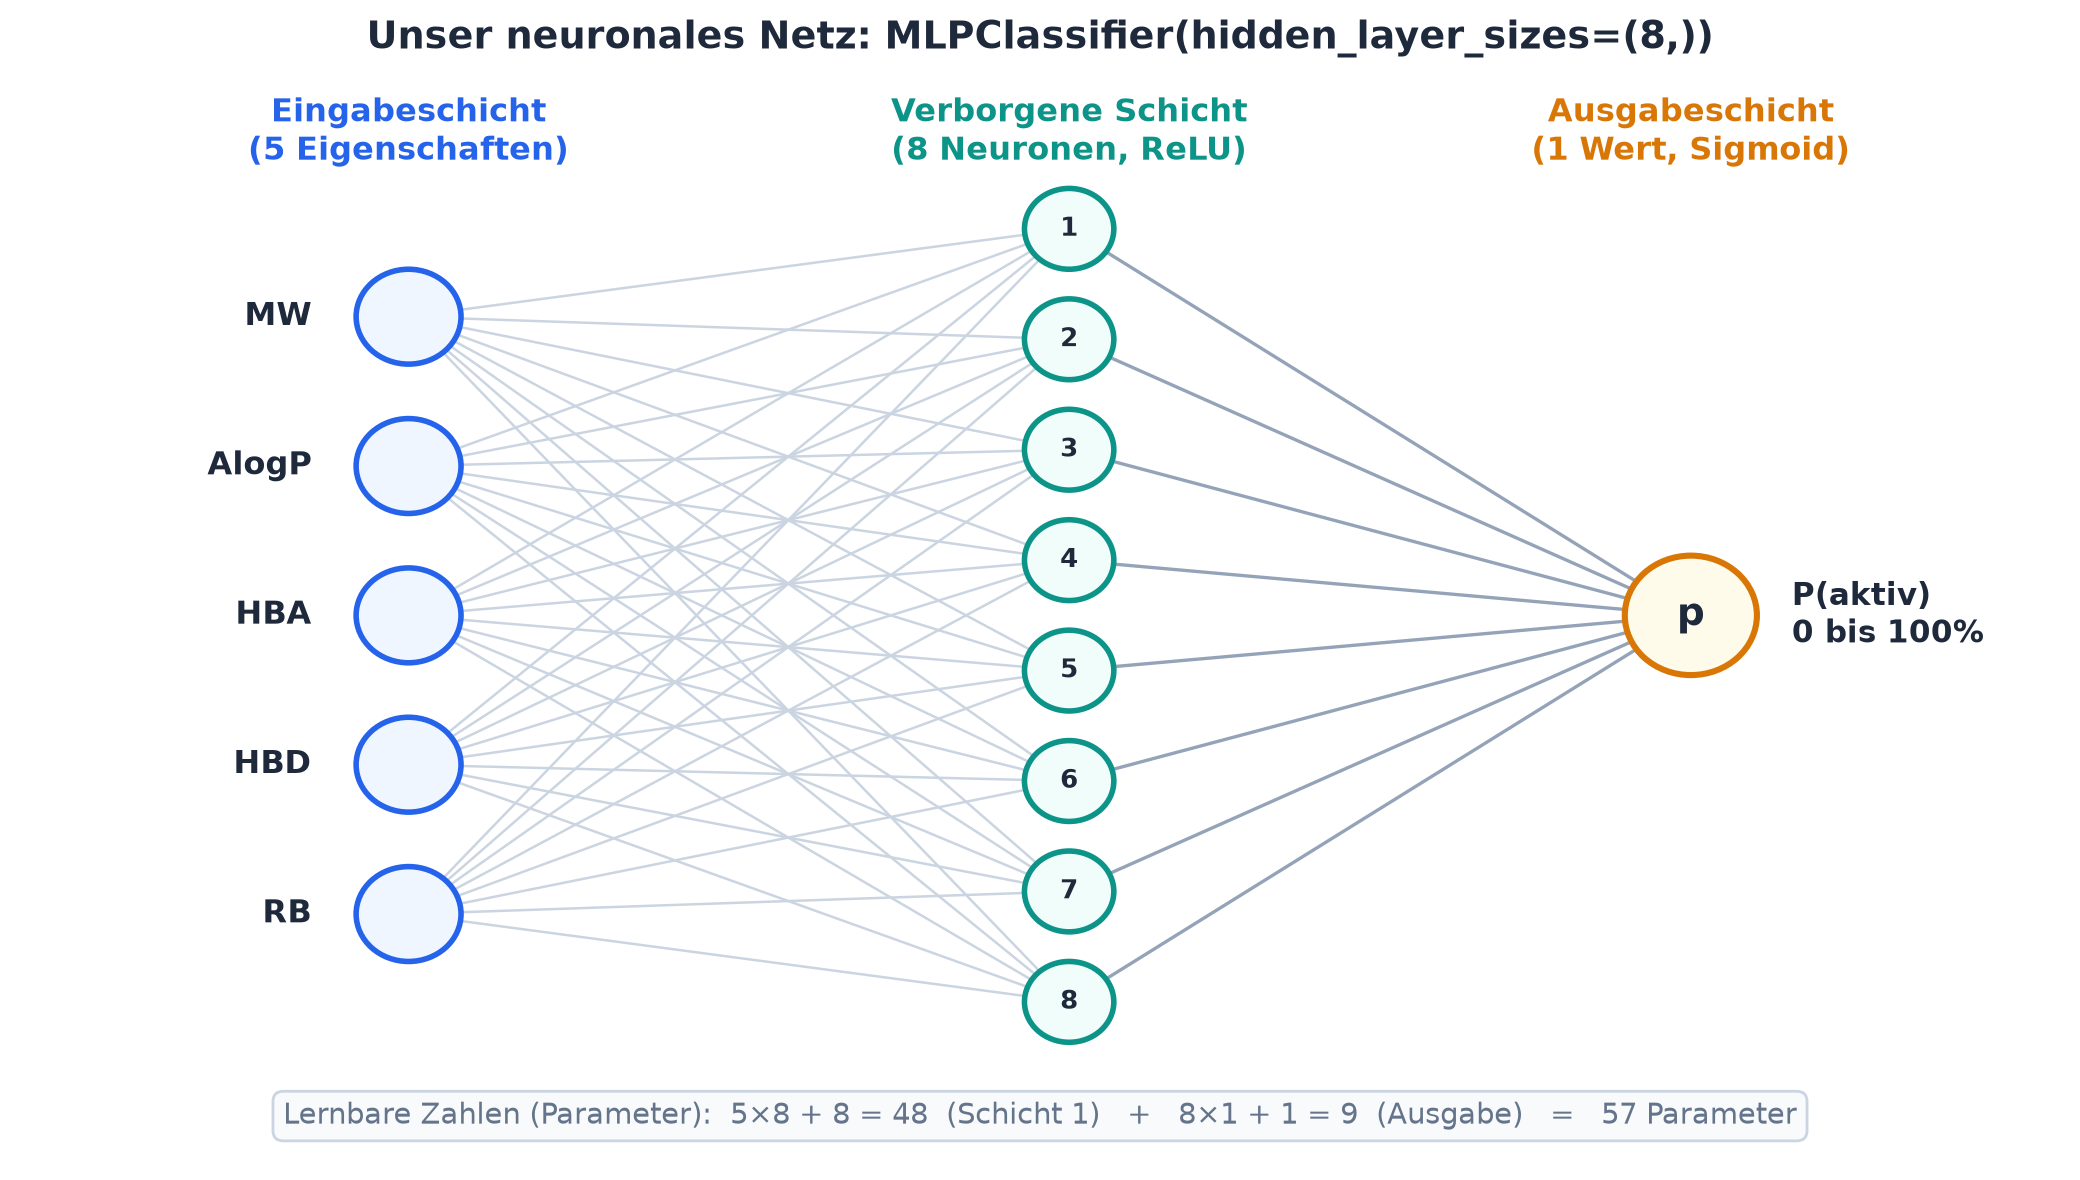 Unser neuronales Netz: MLPClassifier(hidden_layer_sizes=(8,))
Eingabeschicht
(5 Eigenschaften)
Verborgene Schicht
(8 Neuronen, ReLU)
Ausgabeschicht
(1 Wert, Sigmoid)
MW
AlogP
HBA
HBD
RB
1
2
3
4
5
6
7
8
p
P(aktiv)
0 bis 100%
Lernbare Zahlen (Parameter): 5×8 + 8 = 48 (Schicht 1) + 8×1 + 1 = 9 (Ausgabe) = 57 Parameter